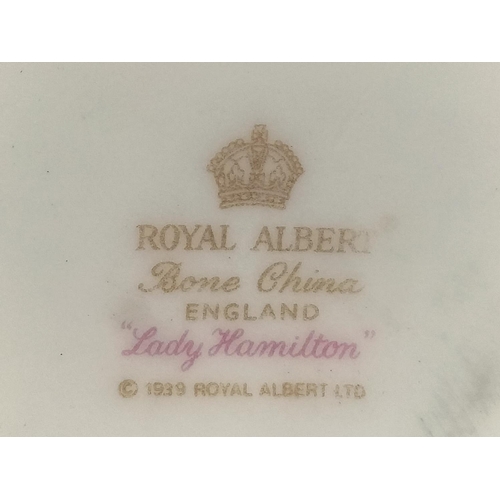 ROYAL ALBERT
Bone China
ENGLAND
"Lady Hamilton"
© 1939 ROYAL ALBERT LTD